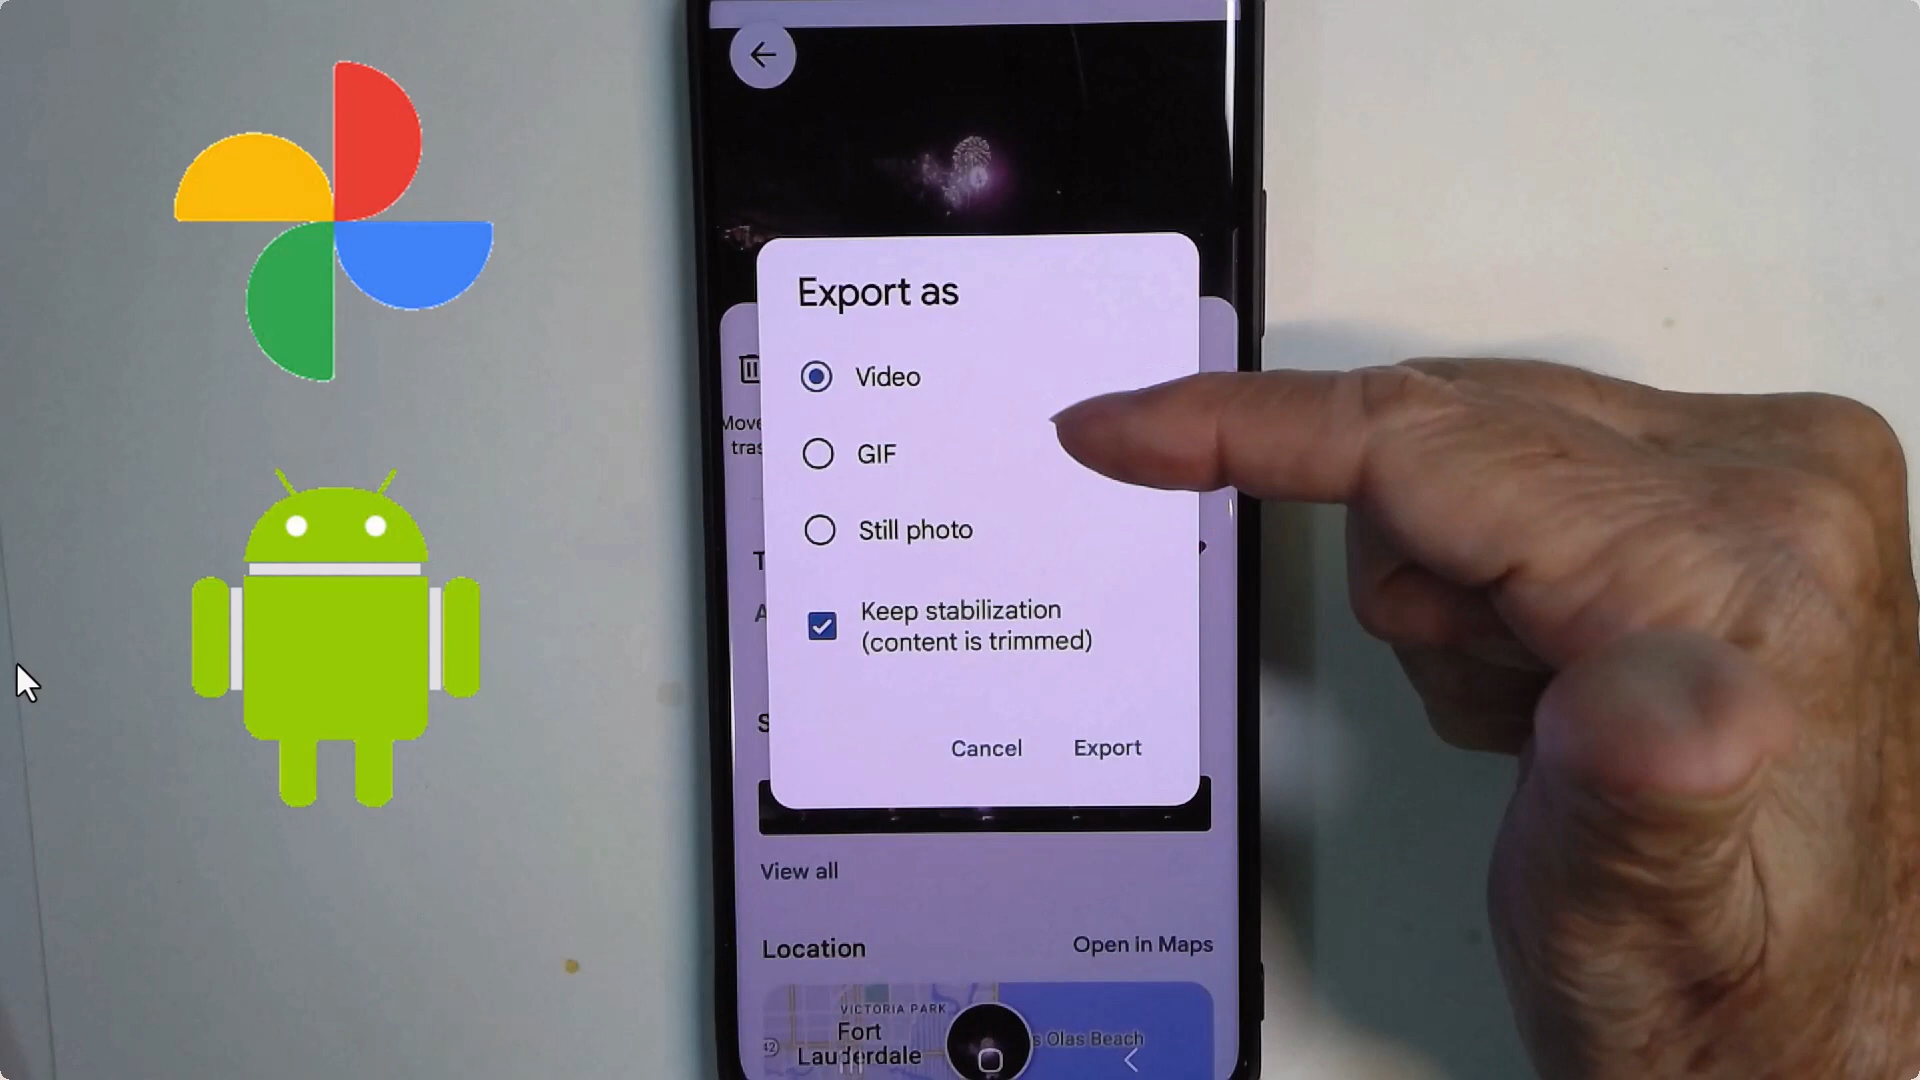 Export as
Video
GIF
Still photo
Keep stabilization
(content is trimmed)
Cancel Export
View all
Location Open in Maps
VICTORIA PARK
Fort
Lauderdale
Olas Beach
42